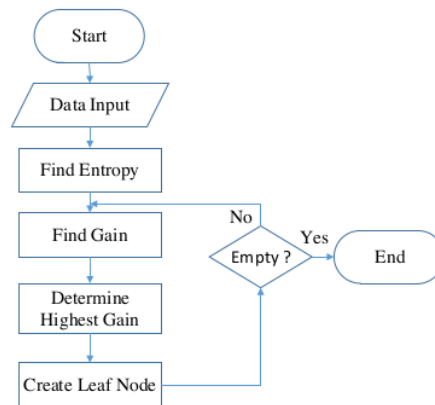 Start
Data Input
Find Entropy
Find Gain
Determine
Highest Gain
Create Leaf Node
No
Empty ?
Yes
End